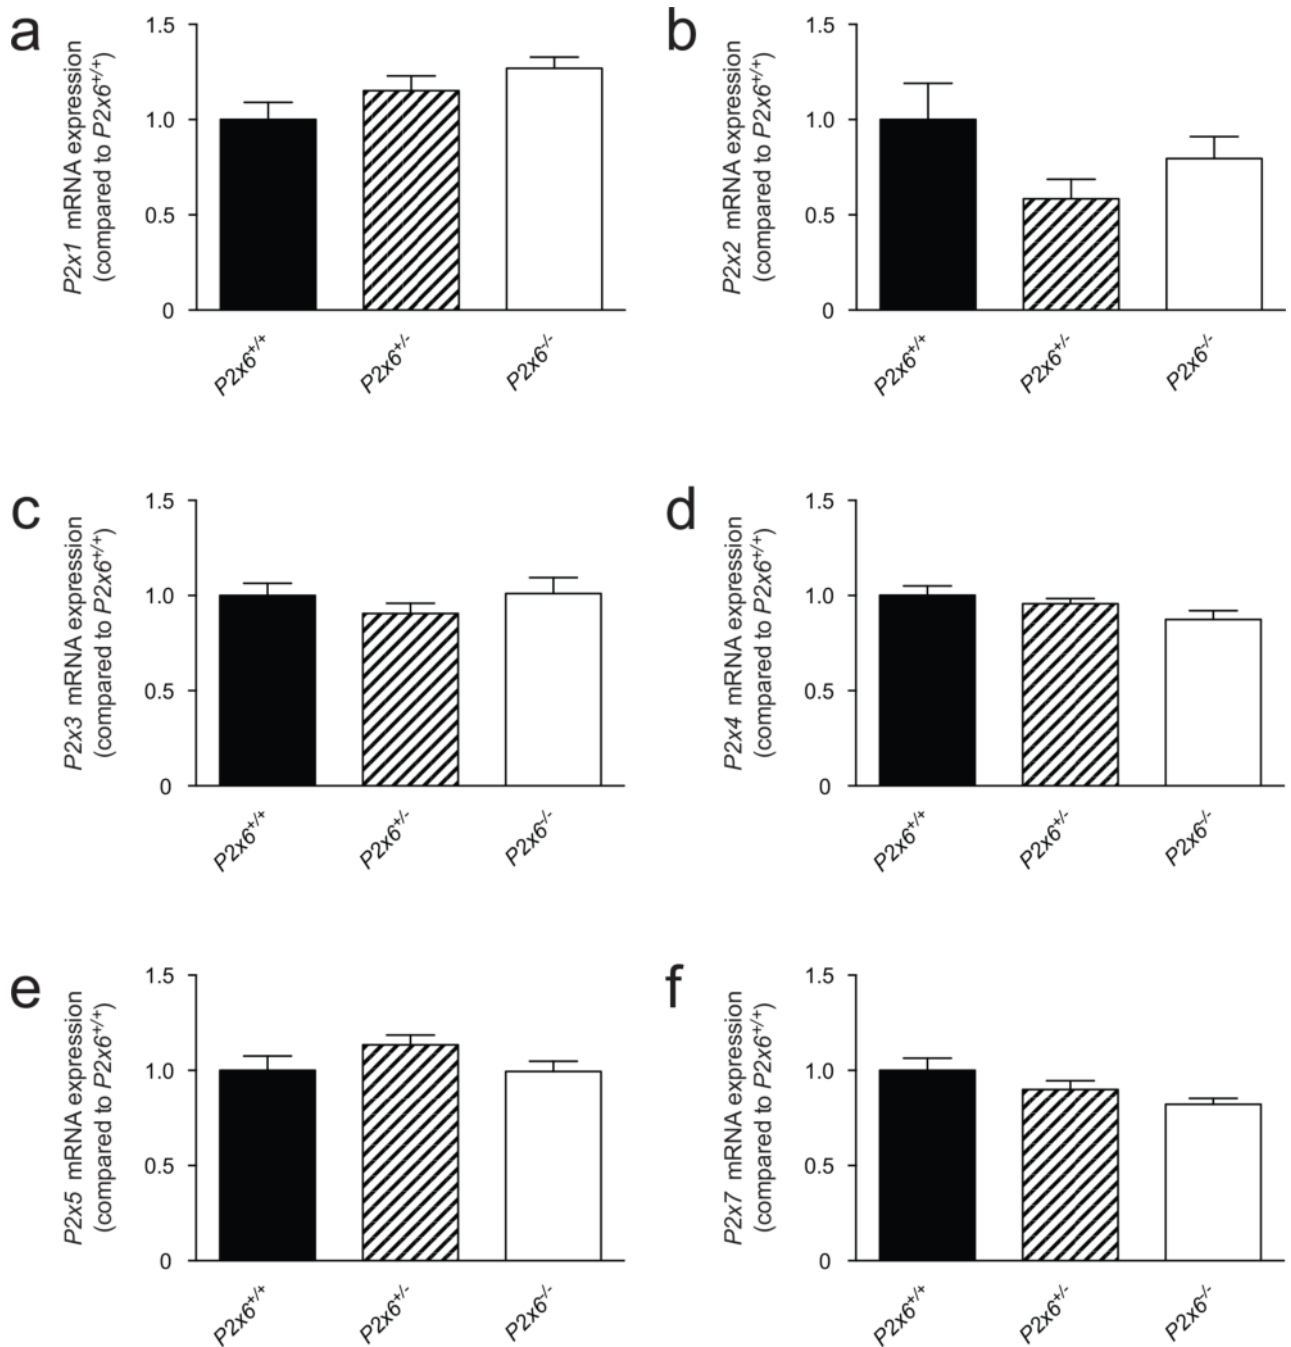 a
P2x1 mRNA expression
(compared to P2x6+/+)
1.5
1.0
0.5
0
P2x6+/+
P2x6+/-
P2x6-/-
b
P2x2 mRNA expression
(compared to P2x6+/+)
1.5
1.0
0.5
0
P2x6+/+
P2x6+/-
P2x6-/-
c
P2x3 mRNA expression
(compared to P2x6+/+)
1.5
1.0
0.5
0
P2x6+/+
P2x6+/-
P2x6-/-
d
P2x4 mRNA expression
(compared to P2x6+/+)
1.5
1.0
0.5
0
P2x6+/+
P2x6+/-
P2x6-/-
e
P2x5 mRNA expression
(compared to P2x6+/+)
1.5
1.0
0.5
0
P2x6+/+
P2x6+/-
P2x6-/-
f
P2x7 mRNA expression
(compared to P2x6+/+)
1.5
1.0
0.5
0
P2x6+/+
P2x6+/-
P2x6-/-